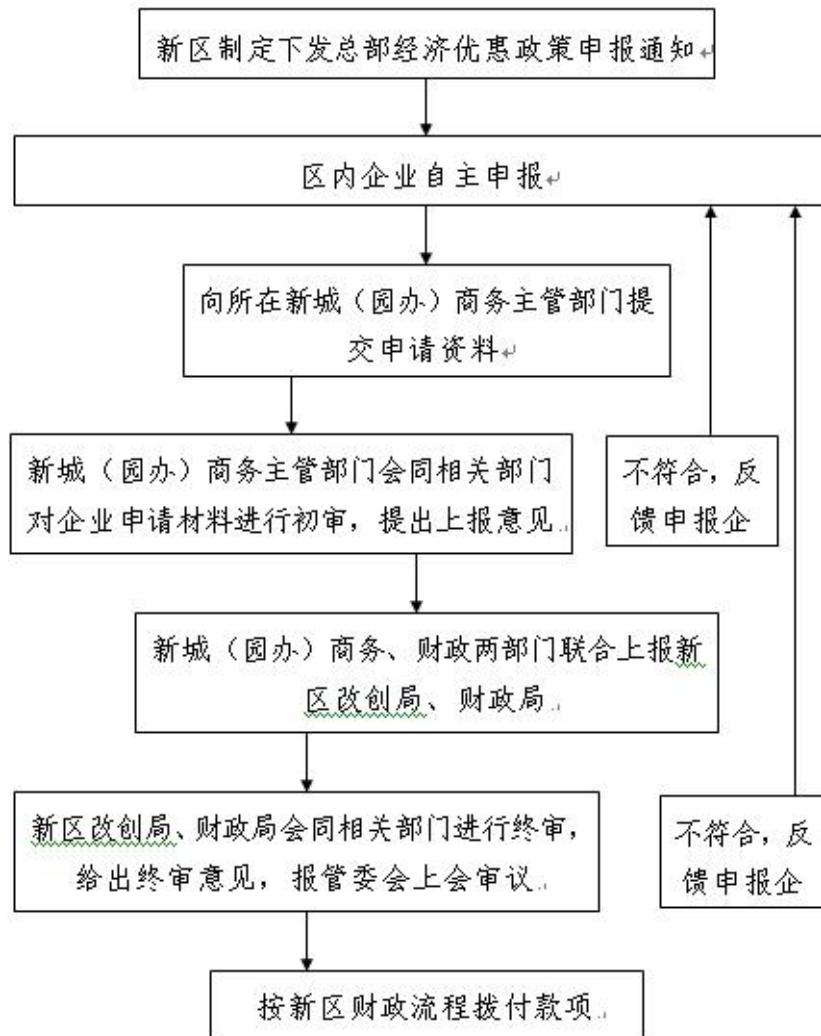 新区制定下发总部经济优惠政策申报通知
区内企业自主申报
向所在新城（园办）商务主管部门提
交申请资料
新城（园办）商务主管部门会同相关部门
对企业申请材料进行初审，提出上报意见
不符合，反
馈申报企
新城（园办）商务、财政两部门联合上报新
区改创局、财政局
新区改创局、财政局会同相关部门进行终审，
给出终审意见，报管委会上会审议
不符合，反
馈申报企
按新区财政流程拨付款项